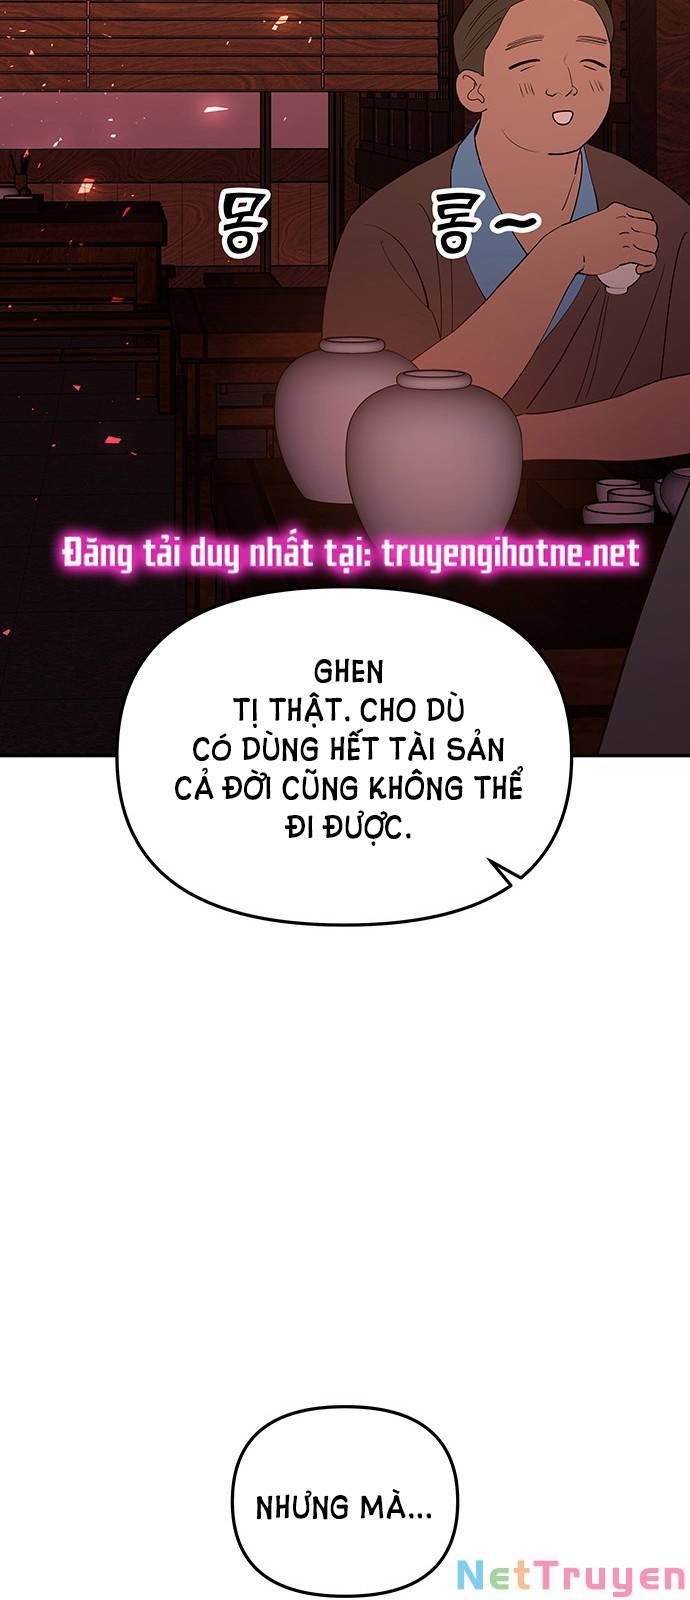 몽 롱~
Đăng tải duy nhất tại: truyengihotne.net
GHEN
TỊ THẬT. CHO DÙ
CÓ DÙNG HẾT TÀI SẢN
CẢ ĐỜI CŨNG KHÔNG THỂ
ĐI ĐƯỢC.
NHƯNG MÀ...
NetTruyen